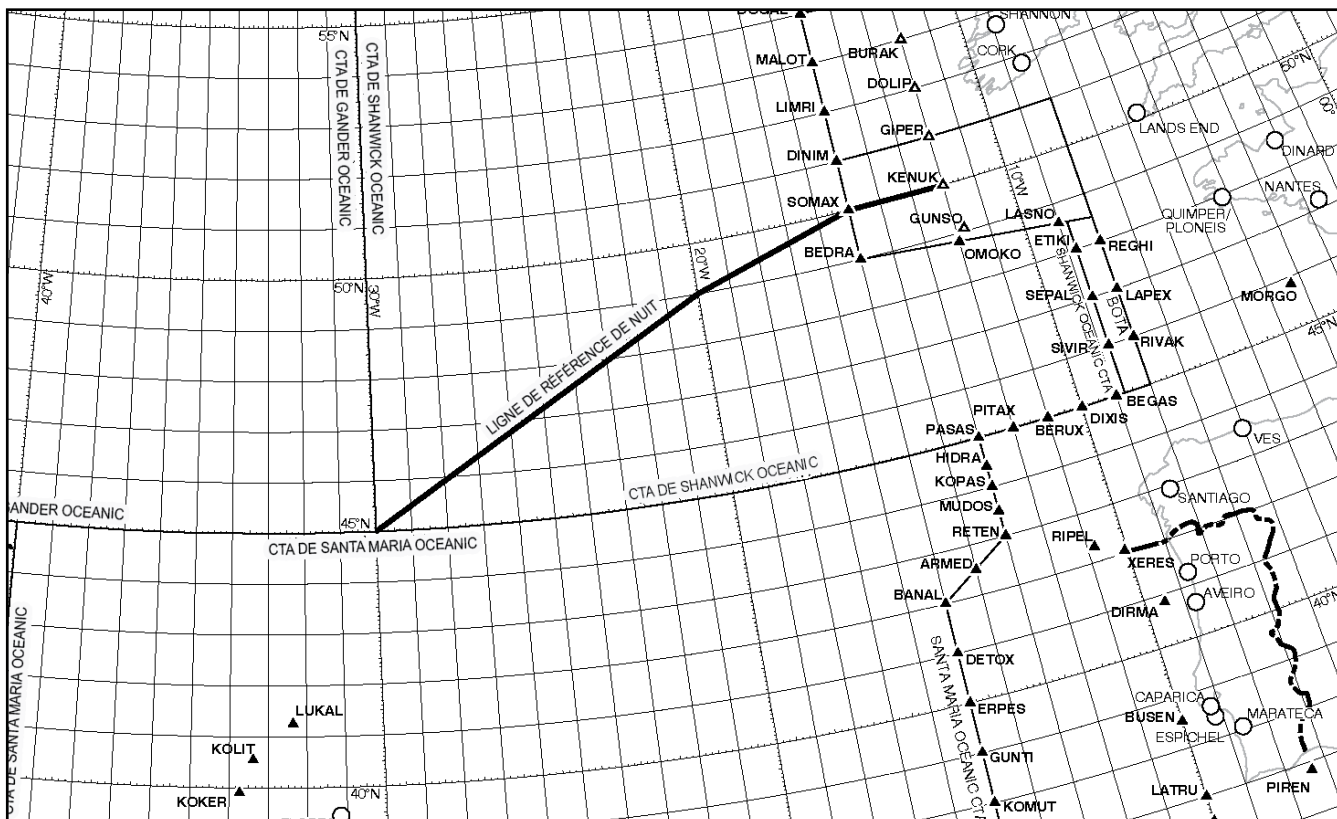 DUGAL
SHANNON
55°N
CTA DE GANDER OCEANIC
CTA DE SHANWICK OCEANIC
MALOT
BURAK
CORK
50°N
DOLIP
LIMRI
00°
LANDS END
GIPER
DINIM
DINARD
KENUK
10°W
NANTES
SOMAX
GUNSO
LASNO
QUIMPER/
PLONEIS
ETIKI
REGHI
BEDRA
OMOKO
20°W
40°W
50°N
30°W
SHANWICK OCEANIC CTA
SEPAL
LAPEX
MORGO
BOTA
LIGNE DE RÉFÉRENCE DE NUIT
45°N
SIVIR
RIVAK
BEGAS
PITAX
DIXIS
PASAS
BERUX
VES
HIDRA
CTA DE SHANWICK OCEANIC
KOPAS
SANTIAGO
GANDER OCEANIC
MUDOS
45°N
CTA DE SANTA MARIA OCEANIC
RETEN
RIPEL
XERES
ARMED
PORTO
BANAL
AVEIRO
40°N
DIRMA
CTA DE SANTA MARIA OCEANIC
SANTA MARIA OCEANIC CTA
DETOX
LUKAL
CAPARICA
ERPES
BUSEN
MARATECA
ESPICHEL
KOLIT
GUNTI
KOKER
40°N
LATRU
PIREN
KOMUT